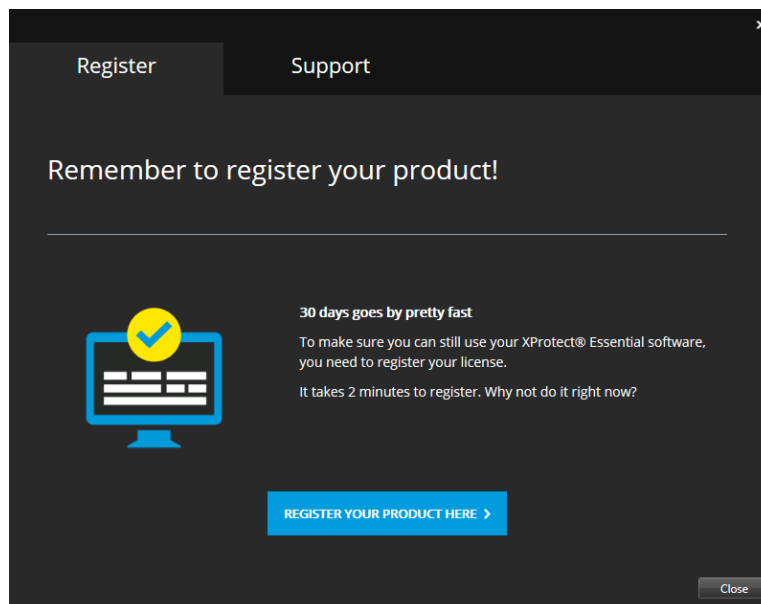 Register
Support
Remember to register your product!
30 days goes by pretty fast
To make sure you can still use your XProtect® Essential software,
you need to register your license.
It takes 2 minutes to register. Why not do it right now?
REGISTER YOUR PRODUCT HERE >
Close